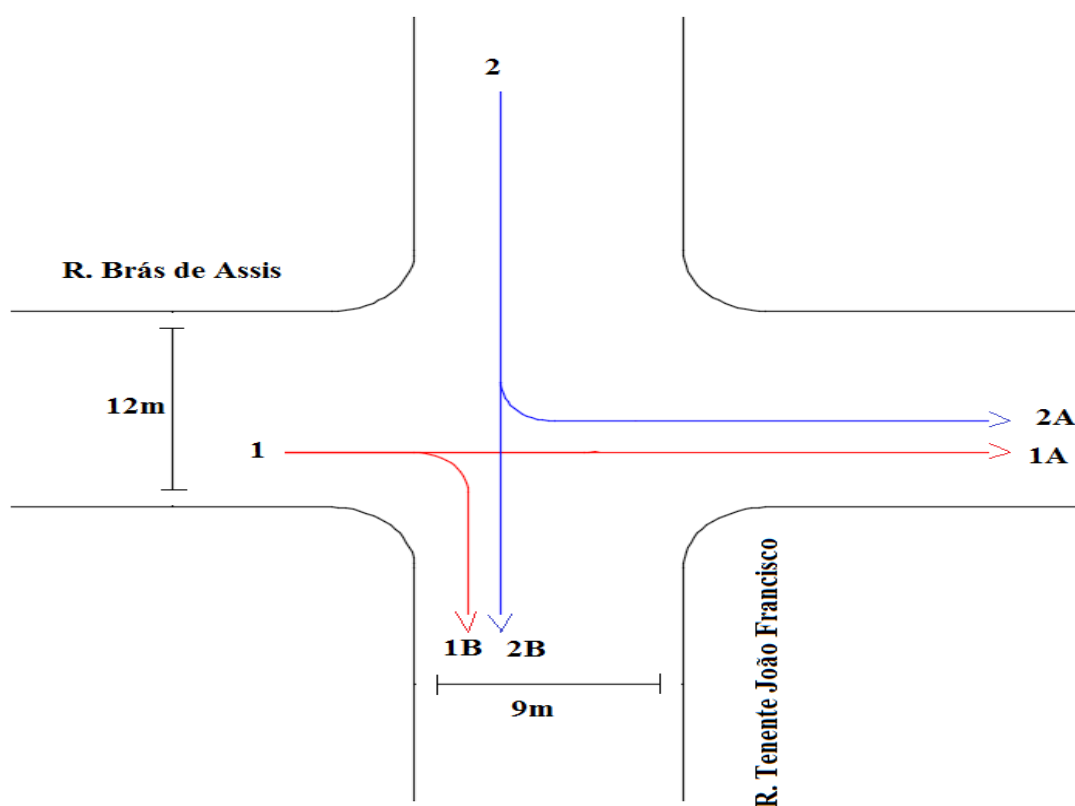 2
R. Brás de Assis
12m
1
2A
1A
1B
2B
9m
R. Tenente João Francisco